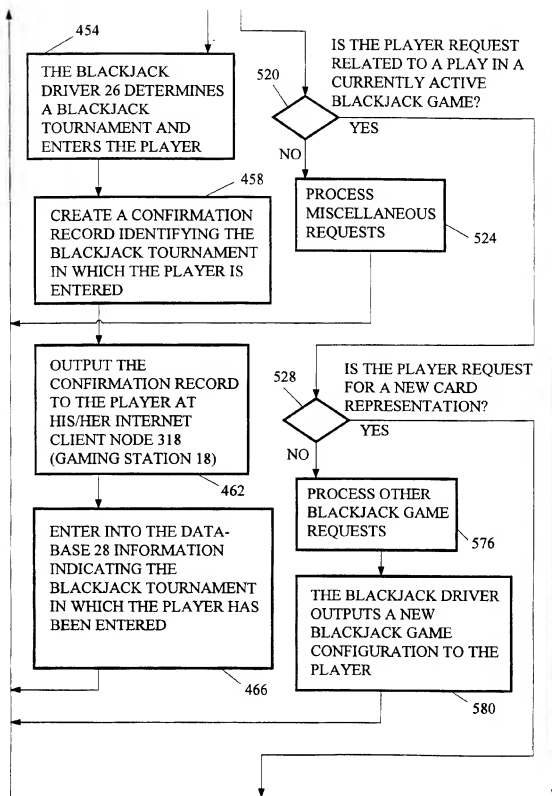 454
THE BLACKJACK
DRIVER 26 DETERMINES
A BLACKJACK
TOURNAMENT AND
ENTERS THE PLAYER
458
CREATE A CONFIRMATION
RECORD IDENTIFYING THE
BLACKJACK TOURNAMENT
IN WHICH THE PLAYER IS
ENTERED
OUTPUT THE
CONFIRMATION RECORD
TO THE PLAYER AT
HIS/HER INTERNET
CLIENT NODE 318
(GAMING STATION 18)
462
ENTER INTO THE DATA-
BASE 28 INFORMATION
INDICATING THE
BLACKJACK TOURNAMENT
IN WHICH THE PLAYER HAS
BEEN ENTERED
466
IS THE PLAYER REQUEST
RELATED TO A PLAY IN A
CURRENTLY ACTIVE
BLACKJACK GAME?
520
YES
NO
PROCESS
MISCELLANEOUS
REQUESTS
524
IS THE PLAYER REQUEST
FOR A NEW CARD
REPRESENTATION?
528
YES
NO
PROCESS OTHER
BLACKJACK GAME
REQUESTS
576
THE BLACKJACK DRIVER
OUTPUTS A NEW
BLACKJACK GAME
CONFIGURATION TO THE
PLAYER
580